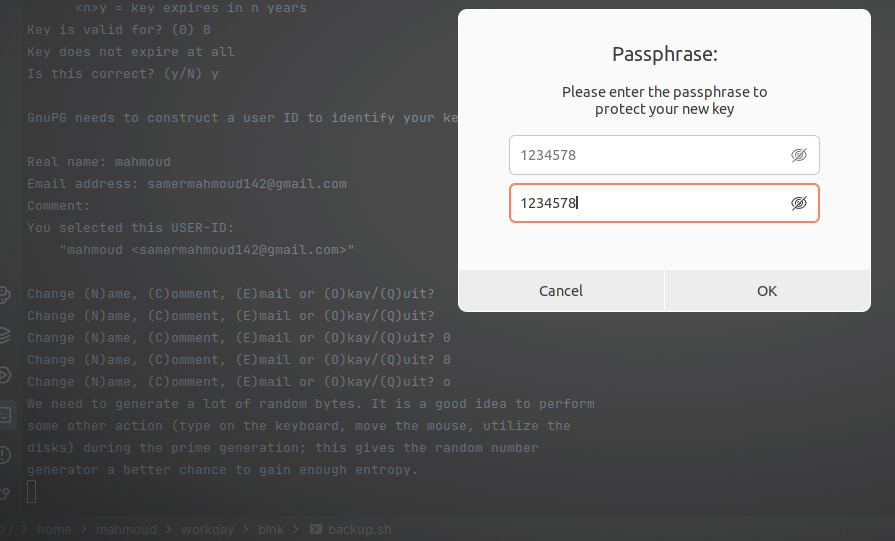 <n>y = key expires in n years
Key is valid for? (0) 0
Key does not expire at all
Is this correct? (y/N) y
GnuPG needs to construct a user ID to identify your ke
Real name: mahmoud
Email address: samermahmoud142@gmail.com
Comment:
You selected this USER-ID:
"mahmoud <samermahmoud142@gmail.com>"
Change (N)ame, (C)omment, (E)mail or (O)kay/(Q)uit?
Change (N)ame, (C)omment, (E)mail or (O)kay/(Q)uit?
Change (N)ame, (C)omment, (E)mail or (O)kay/(Q)uit? 0
Change (N)ame, (C)omment, (E)mail or (O)kay/(Q)uit? 0
Change (N)ame, (C)omment, (E)mail or (O)kay/(Q)uit? o
We need to generate a lot of random bytes. It is a good idea to perform
some other action (type on the keyboard, move the mouse, utilize the
disks) during the prime generation; this gives the random number
generator a better chance to gain enough entropy.
/ > home > mahmoud > workday > blnk > backup.sh
Passphrase:
Please enter the passphrase to
protect your new key
1234578
1234578
Cancel
OK